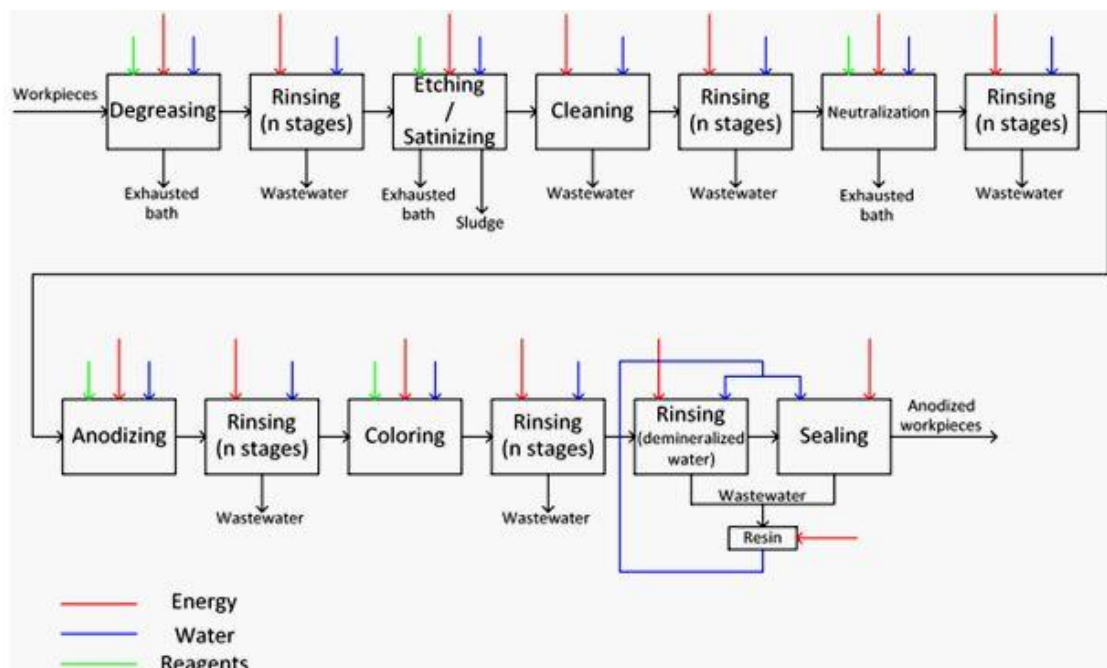 Workpieces
Degreasing
Rinsing
(n stages)
Etching
/
Satinizing
Cleaning
Rinsing
(n stages)
Neutralization
Rinsing
(n stages)
Exhausted
bath
Wastewater
Exhausted
bath
Sludge
Wastewater
Wastewater
Exhausted
bath
Wastewater
Anodizing
Rinsing
(n stages)
Coloring
Rinsing
(n stages)
Rinsing
(demineralized
water)
Sealing
Anodized
workpieces
Wastewater
Wastewater
Wastewater
Resin
Energy
Water
Reagents